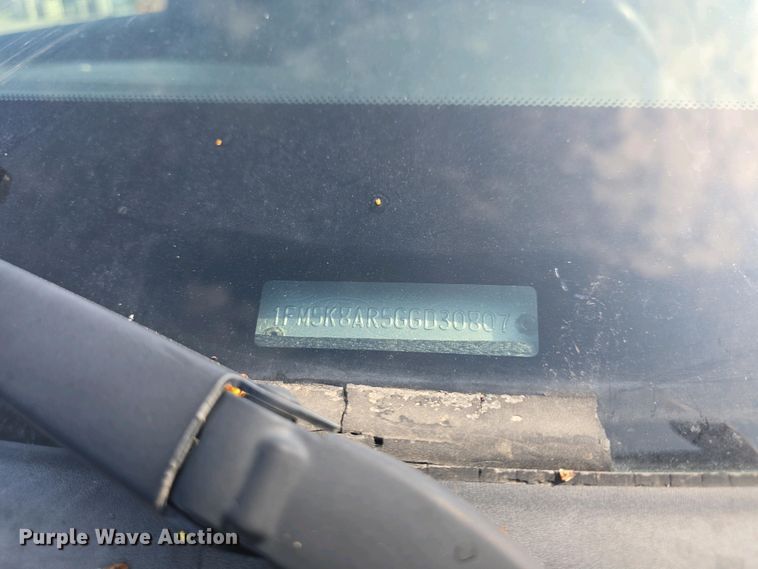 1FM5K8AR5GGD30807
Purple Wave Auction